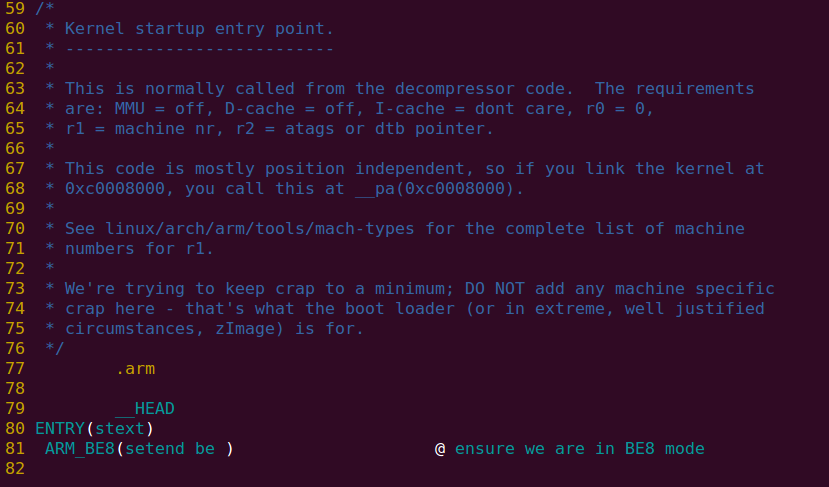 59 /*
60  * Kernel startup entry point.
61  * ---------------------------
62  *
63  * This is normally called from the decompressor code.  The requirements
64  * are: MMU = off, D-cache = off, I-cache = dont care, r0 = 0,
65  * r1 = machine nr, r2 = atags or dtb pointer.
66  *
67  * This code is mostly position independent, so if you link the kernel at
68  * 0xc0008000, you call this at __pa(0xc0008000).
69  *
70  * See linux/arch/arm/tools/mach-types for the complete list of machine
71  * numbers for r1.
72  *
73  * We're trying to keep crap to a minimum; DO NOT add any machine specific
74  * crap here - that's what the boot loader (or in extreme, well justified
75  * circumstances, zImage) is for.
76  */
77         .arm
78
79         __HEAD
80 ENTRY(stext)
81  ARM_BE8(setend be )                    @ ensure we are in BE8 mode
82